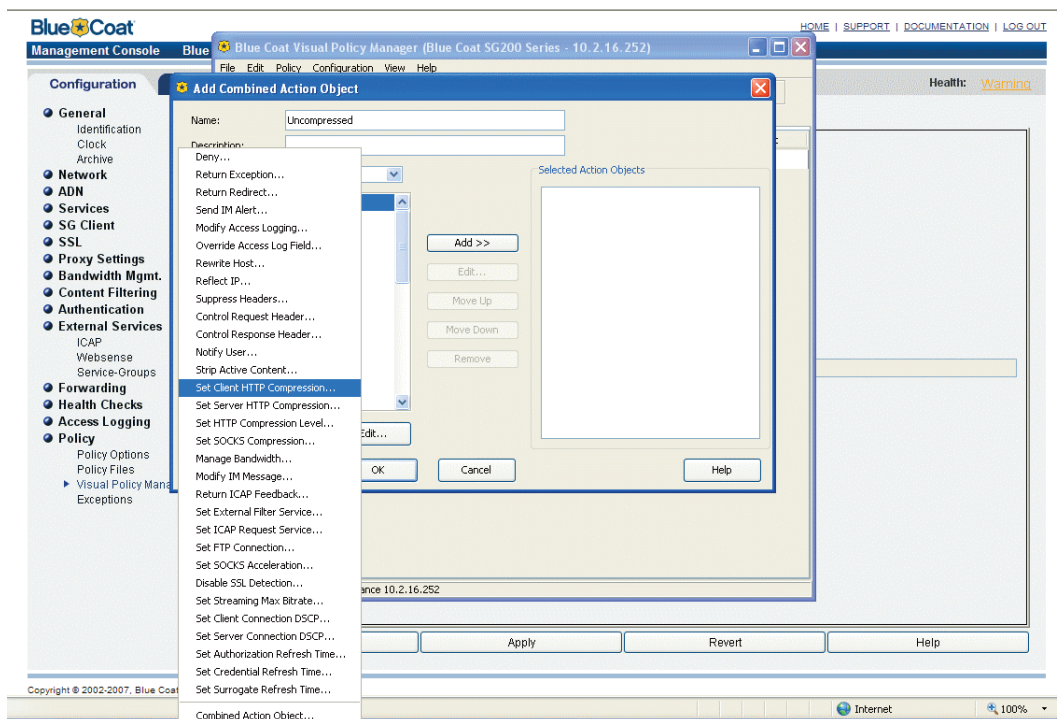 Blue Coat
HOME | SUPPORT | DOCUMENTATION | LOG OUT
Management Console Blue
Blue Coat Visual Policy Manager (Blue Coat SG200 Series - 10.2.16.252)
File Edit Policy Configuration View Help
Configuration
Health: Warning
Add Combined Action Object
Name: Uncompressed
Description:
General
Identification
Clock
Archive
Network
ADN
Services
SG Client
SSL
Proxy Settings
Bandwidth Mgmt.
Content Filtering
Authentication
External Services
ICAP
Websense
Service-Groups
Forwarding
Health Checks
Access Logging
Policy
Policy Options
Policy Files
Visual Policy Mana
Exceptions
Deny...
Return Exception...
Return Redirect...
Send IM Alert...
Modify Access Logging...
Override Access Log Field...
Rewrite Host...
Reflect IP...
Suppress Headers...
Control Request Header...
Control Response Header...
Notify User...
Strip Active Content...
Set Client HTTP Compression...
Set Server HTTP Compression...
Set HTTP Compression Level...
Set SOCKS Compression...
Manage Bandwidth...
Modify IM Message...
Return ICAP Feedback...
Set External Filter Service...
Set ICAP Request Service...
Set FTP Connection...
Set SOCKS Acceleration...
Disable SSL Detection...
Set Streaming Max Bitrate...
Set Client Connection DSCP...
Set Server Connection DSCP...
Set Authorization Refresh Time...
Set Credential Refresh Time...
Set Surrogate Refresh Time...
Combined Action Object...
Selected Action Objects
Add >>
Edit...
Move Up
Move Down
Remove
Edit...
OK
Cancel
Help
ance 10.2.16.252
Apply
Revert
Help
Copyright © 2002-2007, Blue Coat
Internet
100%